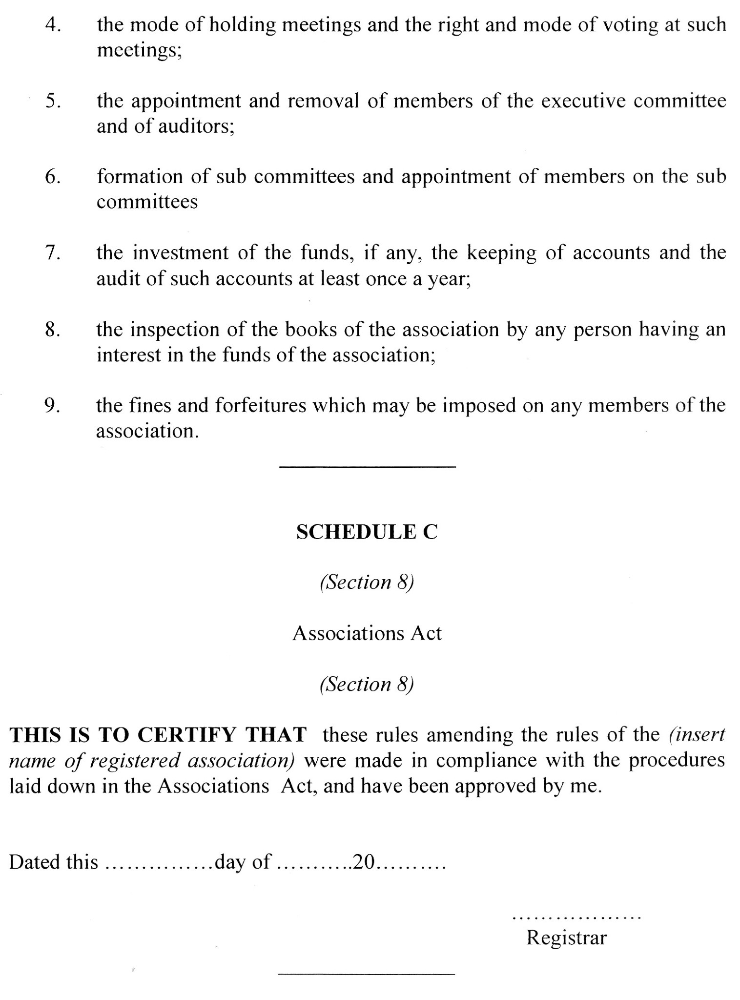 4. the mode of holding meetings and the right and mode of voting at such
meetings;
5. the appointment and removal of members of the executive committee
and of auditors;
6. formation of sub committees and appointment of members on the sub
committees
7. the investment of the funds, if any, the keeping of accounts and the
audit of such accounts at least once a year;
8. the inspection of the books of the association by any person having an
interest in the funds of the association;
9. the fines and forfeitures which may be imposed on any members of the
association.
SCHEDULE C
(Section 8)
Associations Act
(Section 8)
THIS IS TO CERTIFY THAT these rules amending the rules of the (insert
name of registered association) were made in compliance with the procedures
laid down in the Associations Act, and have been approved by me.
Dated this ...............day of ...........20..........
..................
Registrar